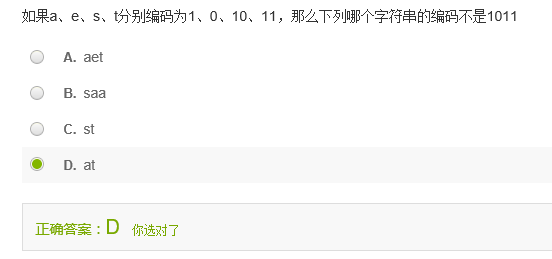 如果a、e、s、t分别编码为1、0、10、11，那么下列哪个字符串的编码不是1011
A. aet
B. saa
C. st
D. at
正确答案：D 你选对了